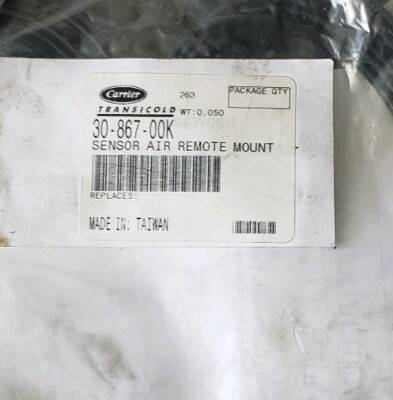 Carrier
TRANSICOLD
263
WT:0.050
PACKAGE QTY
30-867-00K
SENSOR AIR REMOTE MOUNT
REPLACES:
MADE IN: TAIWAN